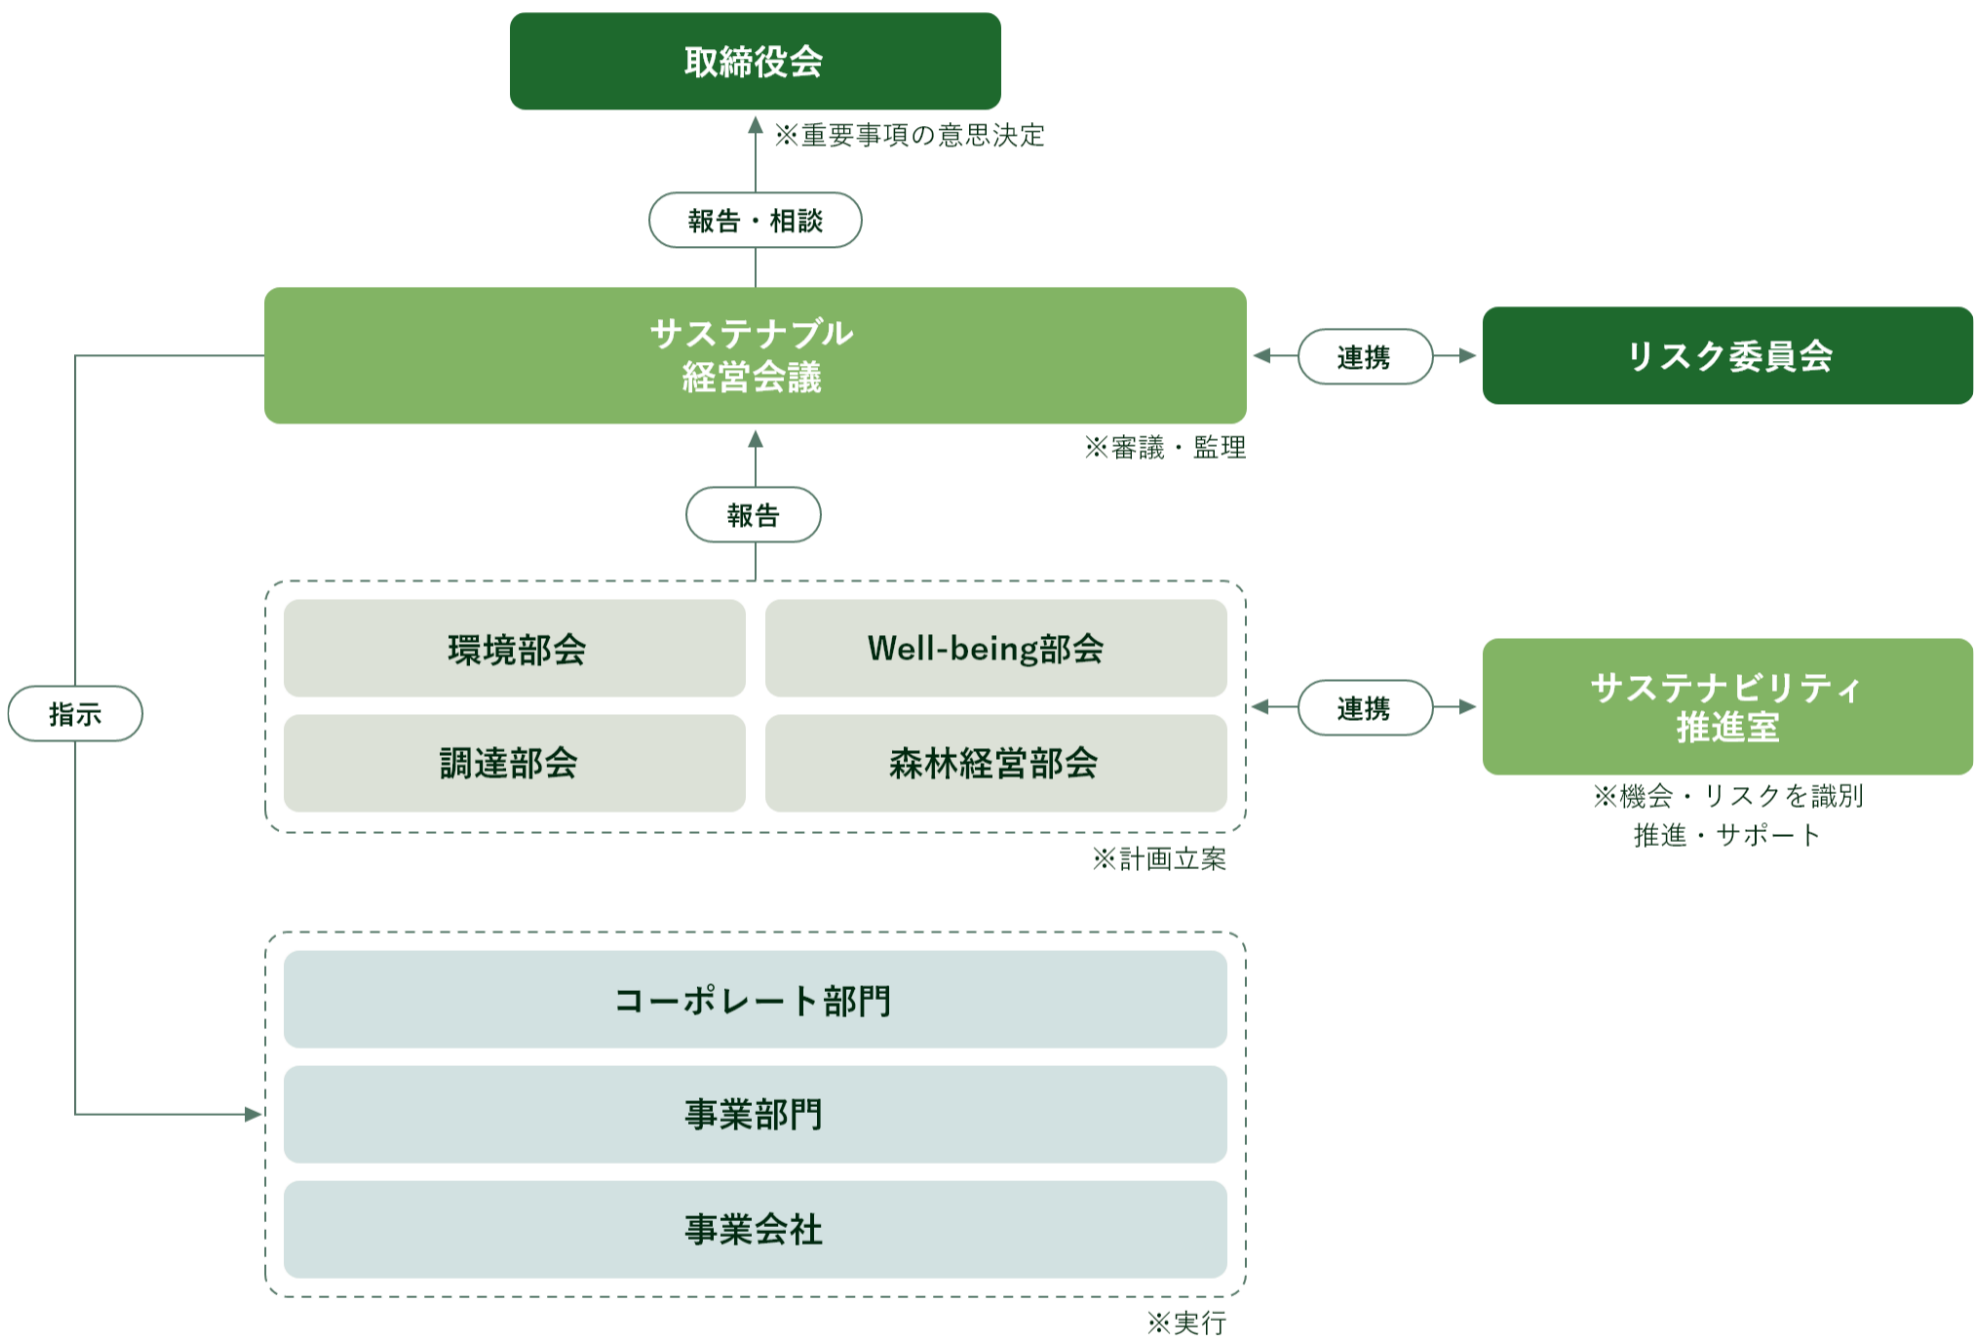 取締役会
※重要事項の意思決定
報告・相談
サステナブル
経営会議
連携
リスク委員会
※審議・監理
報告
環境部会
Well-being部会
調達部会
森林経営部会
※計画立案
連携
サステナビリティ
推進室
※機会・リスクを識別
推進・サポート
指示
コーポレート部門
事業部門
事業会社
※実行